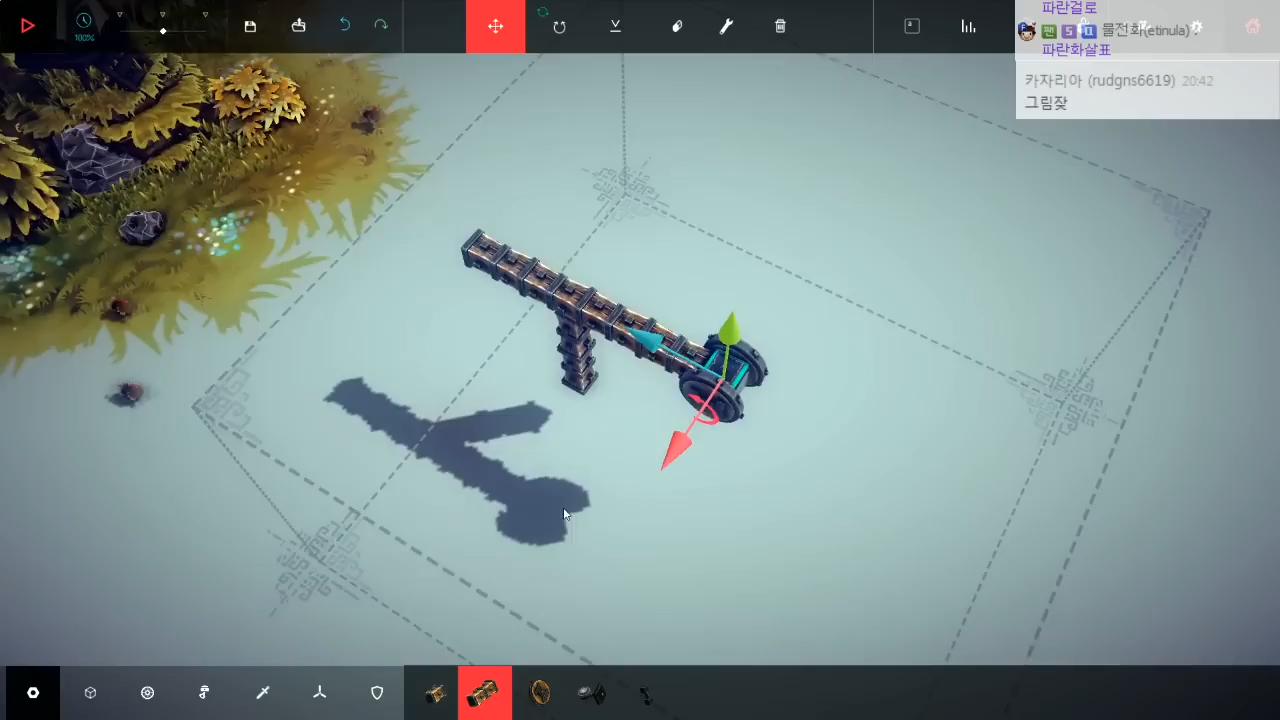 파란걸로
100%
팬 S
물전화(etinula) :
파란화살표
카자리아 (rudgns6619) 20:42
그림잦